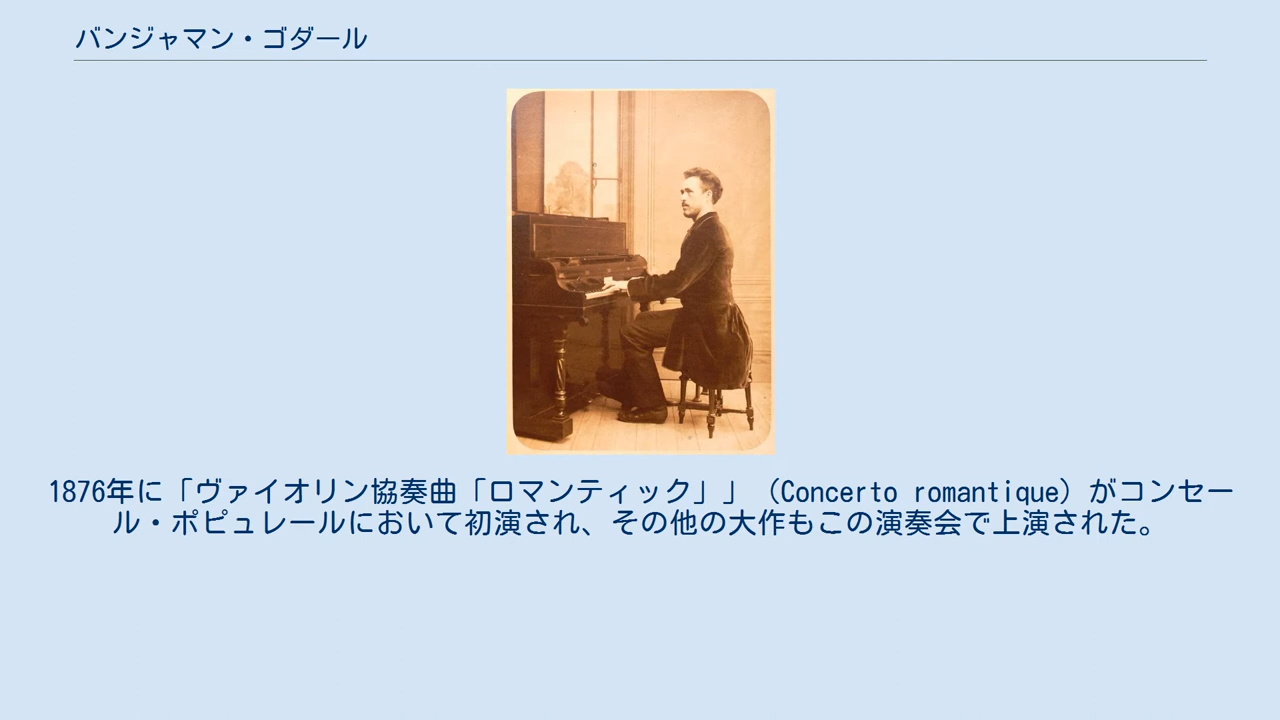 バンジャマン・ゴダール
1876年に「ヴァイオリン協奏曲「ロマンティック」」（Concerto romantique）がコンセー
ル・ポピュレールにおいて初演され、その他の大作もこの演奏会で上演された。